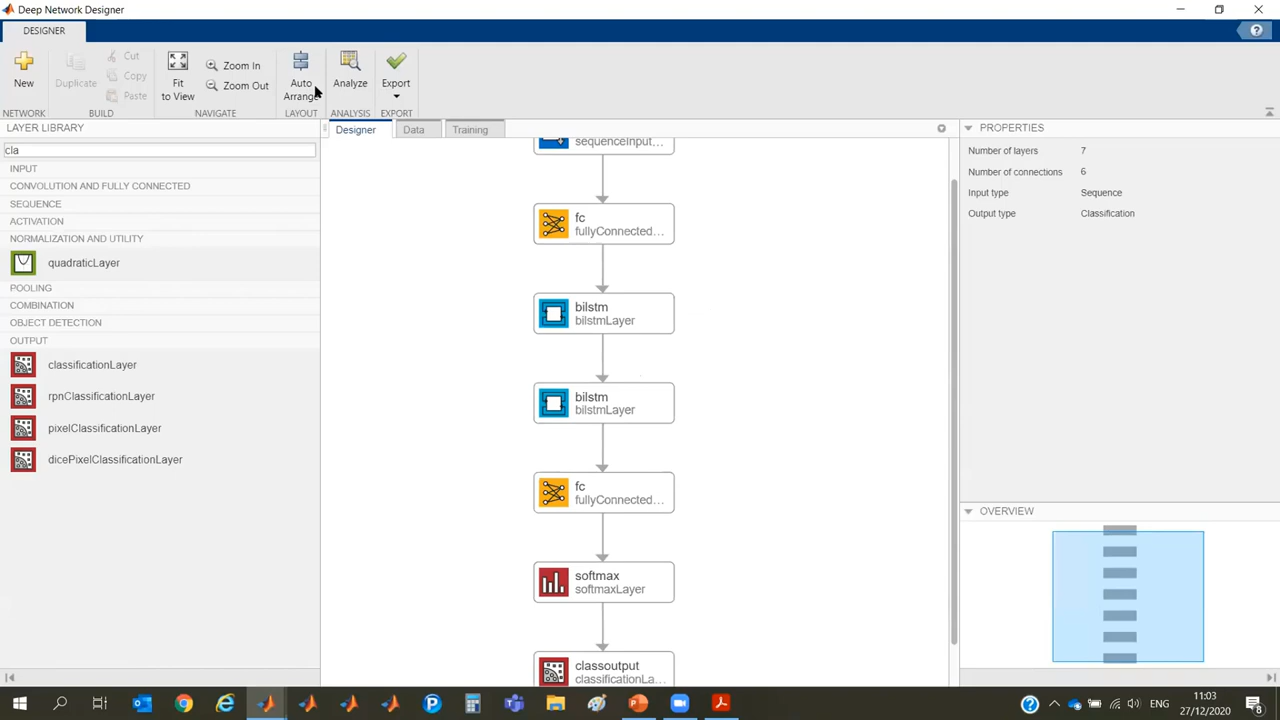 Deep Network Designer
DESIGNER
New
Duplicate
Cut
Copy
Paste
Fit
to View
Zoom In
Zoom Out
Auto
Arrange
Analyze
Export
NETWORK
BUILD
NAVIGATE
LAYOUT
ANALYSIS
EXPORT
LAYER LIBRARY
cla
INPUT
CONVOLUTION AND FULLY CONNECTED
SEQUENCE
ACTIVATION
NORMALIZATION AND UTILITY
quadraticLayer
POOLING
COMBINATION
OBJECT DETECTION
OUTPUT
classificationLayer
rpnClassificationLayer
pixelClassificationLayer
dicePixelClassificationLayer
Designer
Data
Training
sequenceInput...
fc
fullyConnected...
bilstm
bilstmLayer
bilstm
bilstmLayer
fc
fullyConnected...
softmax
softmaxLayer
classoutput
classificationLa...
PROPERTIES
Number of layers 7
Number of connections 6
Input type Sequence
Output type Classification
OVERVIEW
ENG
11:03
27/12/2020
8